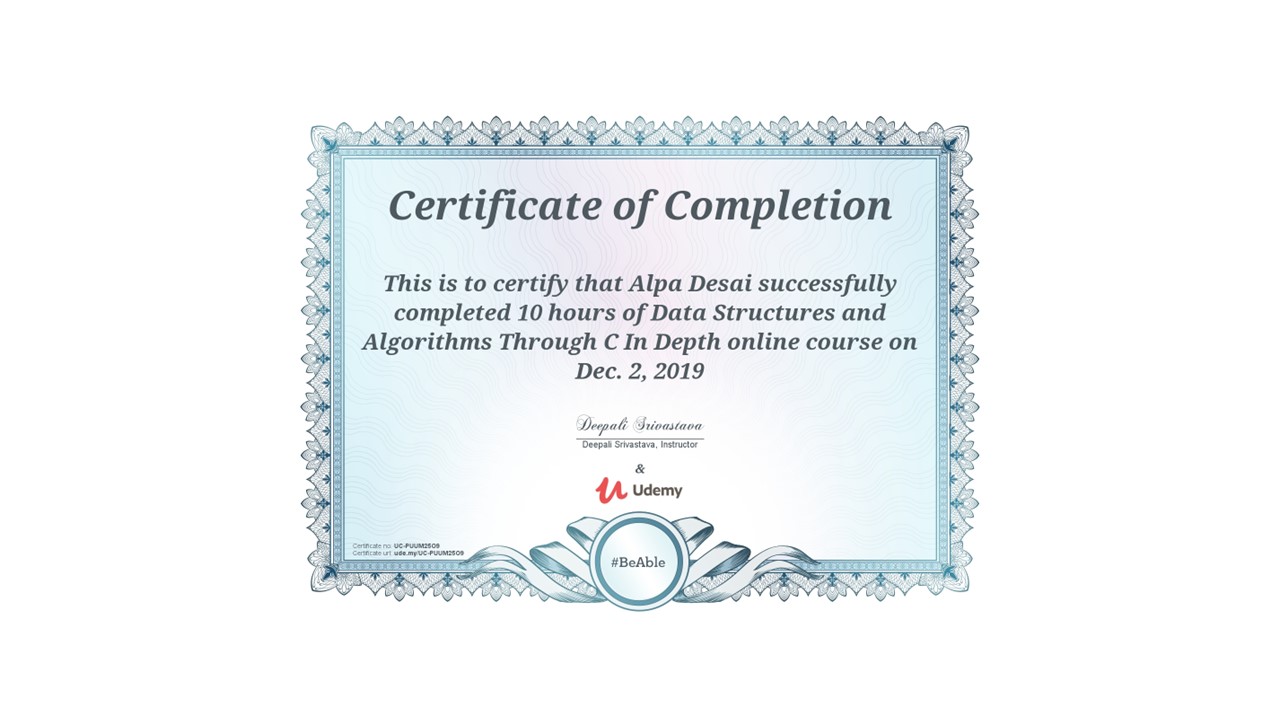 Certificate of Completion
This is to certify that Alpa Desai successfully
completed 10 hours of Data Structures and
Algorithms Through C In Depth online course on
Dec. 2, 2019
Deepali Srivastava
Deepali Srivastava, Instructor
&
Udemy
Certificate no: UC-PUUM25O9
Certificate url: ude.my/UC-PUUM25O9
#BeAble